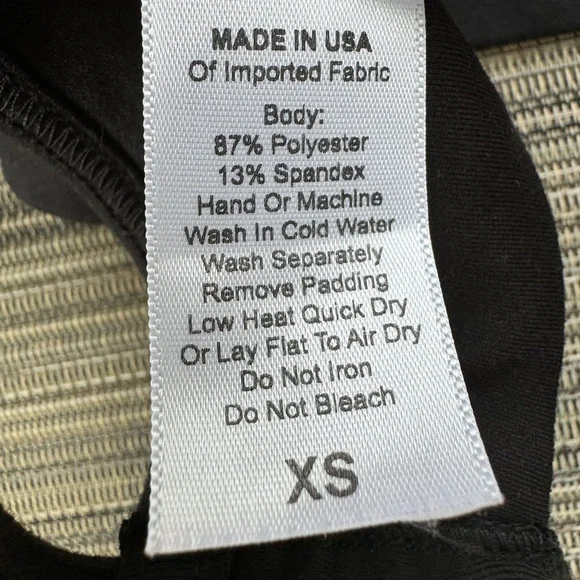 MADE IN USA
Of Imported Fabric
Body:
87% Polyester
13% Spandex
Hand Or Machine
Wash In Cold Water
Wash Separately
Remove Padding
Low Heat Quick Dry
Or Lay Flat To Air Dry
Do Not Iron
Do Not Bleach
XS